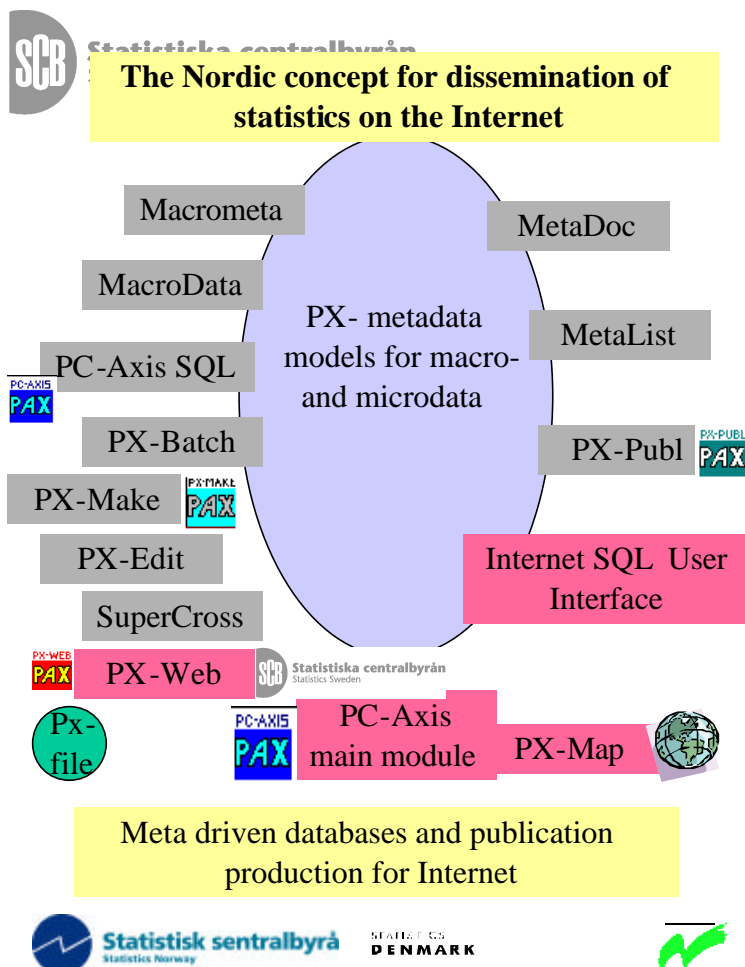 SCB Statistiska centralbyrån
The Nordic concept for dissemination of
statistics on the Internet
Macrometa
MetaDoc
MacroData
PX- metadata
models for macro-
and microdata
MetaList
PC-Axis SQL
PC-AXIS
PAX
PX-Batch
PX-Publ
PX-PUBL
PAX
PX-Make
PX-MAKE
PAX
PX-Edit
Internet SQL User
Interface
SuperCross
PX-WEB
PAX
PX-Web
SCB Statistiska centralbyrån
Statistics Sweden
Px-
file
PC-AXIS
PAX
PC-Axis
main module
PX-Map
Meta driven databases and publication
production for Internet
Statistisk sentralbyrå
Statistics Norway
STATISTICS
DENMARK